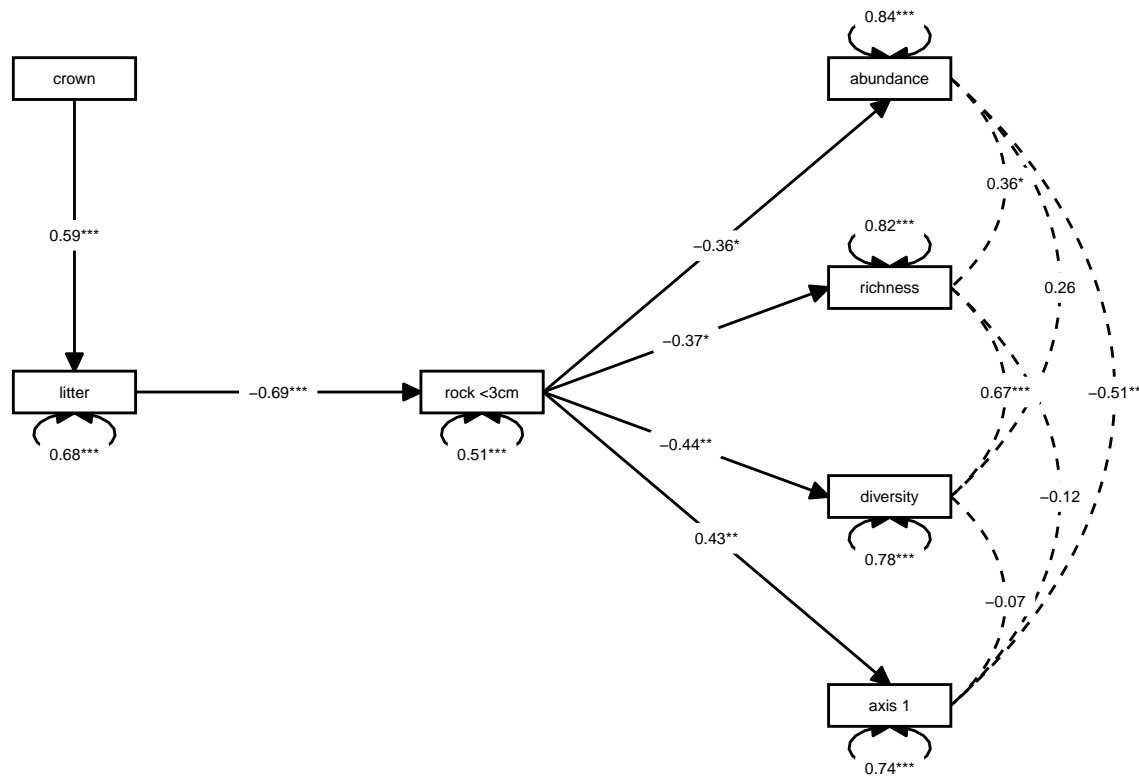 0.84***
crown
abundance
0.36*
0.59***
0.82***
−0.36*
richness
0.26
−0.37*
litter
−0.69***
rock <3cm
0.67***
−0.51**
0.68***
0.51***
−0.44**
diversity
−0.12
0.43**
0.78***
−0.07
axis 1
0.74***